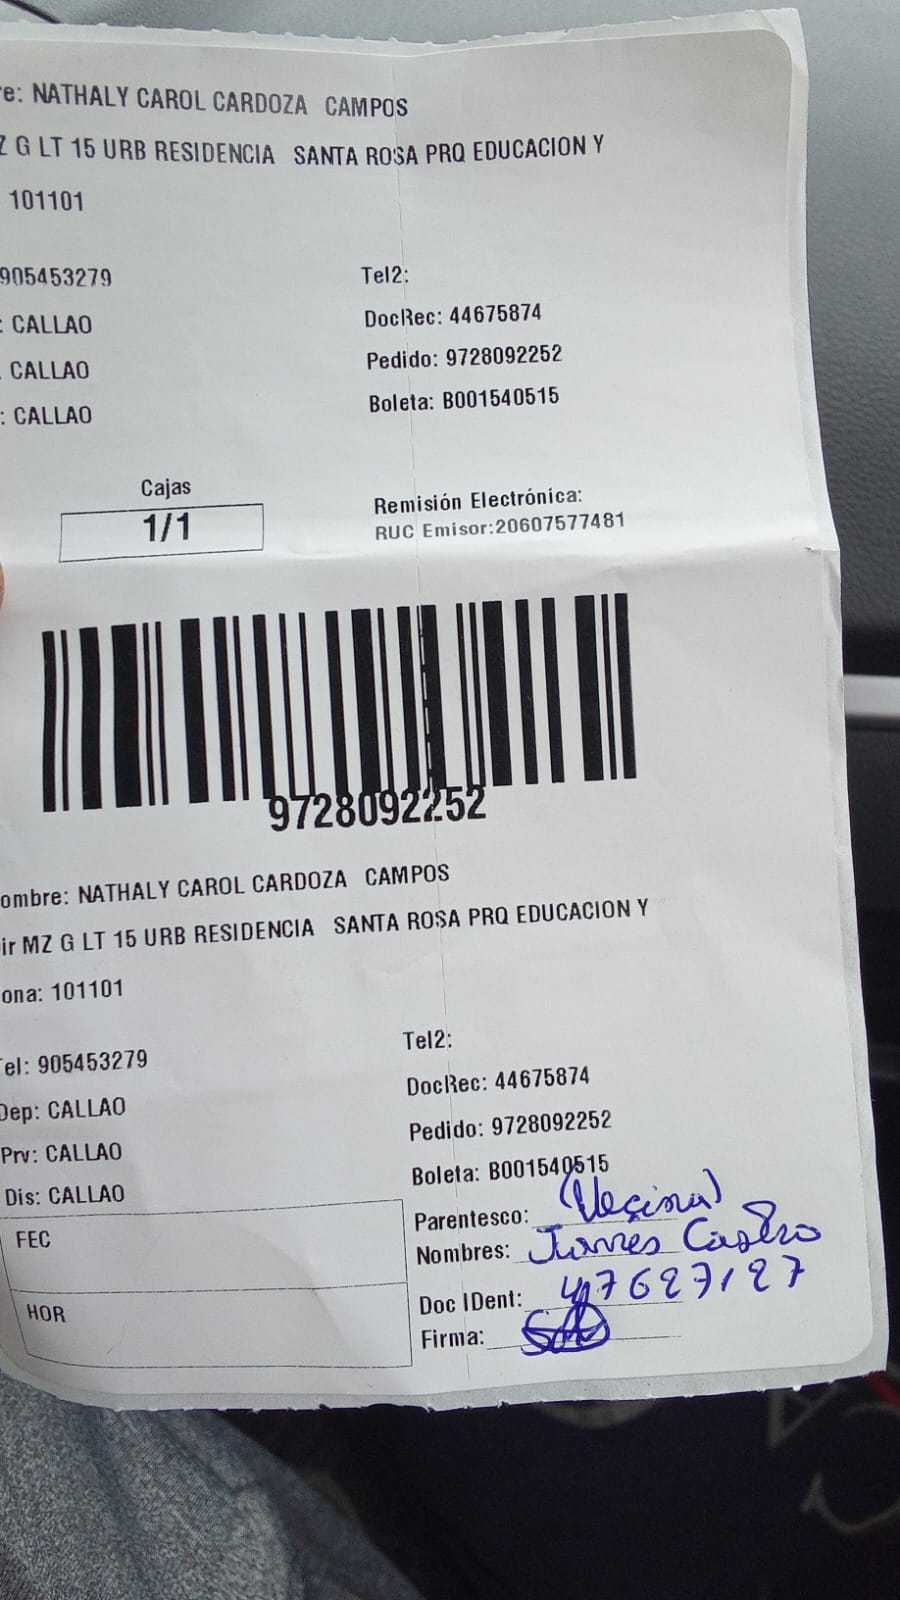 re: NATHALY CAROL CARDOZA CAMPOS
Z G LT 15 URB RESIDENCIA SANTA ROSA PRQ EDUCACION Y
101101
905453279 Tel2:
: CALLAO DocRec: 44675874
. CALLAO Pedido: 9728092252
: CALLAO Boleta: B001540515
Cajas
1/1
Remisión Electrónica:
RUC Emisor:20607577481
9728092252
ombre: NATHALY CAROL CARDOZA CAMPOS
ir MZ G LT 15 URB RESIDENCIA SANTA ROSA PRQ EDUCACION Y
ona: 101101
Tel: 905453279 Tel2:
Dep: CALLAO DocRec: 44675874
Prv: CALLAO Pedido: 9728092252
Dis: CALLAO Boleta: B001540515
FEC
HOR
Parentesco: (Vecina)
Nombres: Castro
Doc IDent: 47627127
Firma: